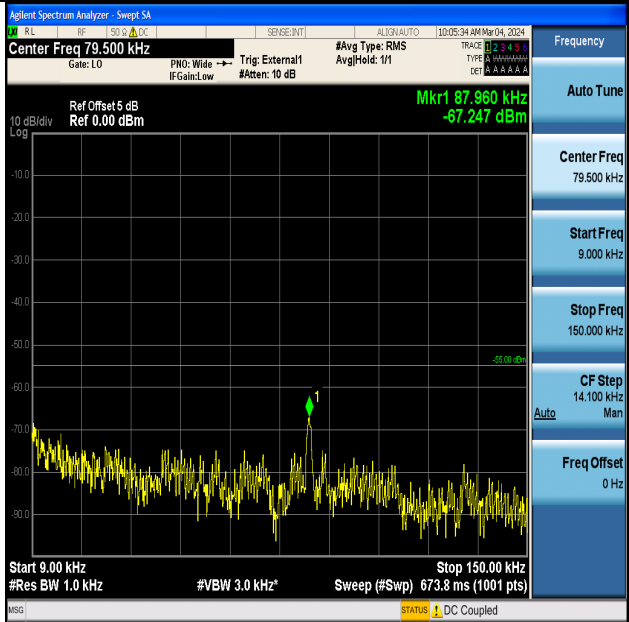 Agilent Spectrum Analyzer - Swept SA
LXI RL RF 50 Ω DC SENSE:INT ALIGN AUTO 10:05:34 AM Mar 04, 2024
Center Freq 79.500 kHz
Gate: LO
PNO: Wide
IFGain:Low
Trig: External1
#Atten: 10 dB
#Avg Type: RMS
Avg|Hold: 1/1
TRACE 1 2 3 4 5 6
TYPE A
DET A A A A A A
Frequency
Auto Tune
Center Freq
79.500 kHz
Start Freq
9.000 kHz
Stop Freq
150.000 kHz
CF Step
14.100 kHz
Auto Man
Freq Offset
0 Hz
Mkr1 87.960 kHz
-67.247 dBm
Ref Offset 5 dB
10 dB/div Ref 0.00 dBm
Log
-10.0
-20.0
-30.0
-40.0
-50.0
-55.00 dBm
-60.0
1
-70.0
-80.0
-90.0
Start 9.00 kHz Stop 150.00 kHz
#Res BW 1.0 kHz #VBW 3.0 kHz* Sweep (#Swp) 673.8 ms (1001 pts)
MSG STATUS DC Coupled